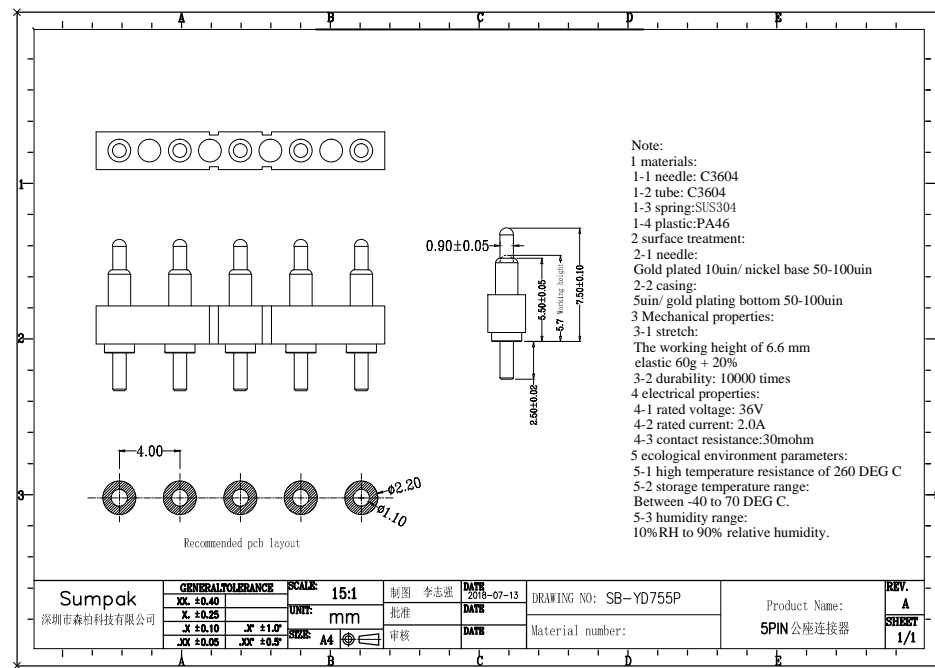 A B C D E
1
2
3
Note:
1 materials:
1-1 needle: C3604
1-2 tube: C3604
1-3 spring:SUS304
1-4 plastic:PA46
2 surface treatment:
2-1 needle:
Gold plated 10uin/ nickel base 50-100uin
2-2 casing:
5uin/ gold plating bottom 50-100uin
3 Mechanical properties:
3-1 stretch:
The working height of 6.6 mm
elastic 60g + 20%
3-2 durability: 10000 times
4 electrical properties:
4-1 rated voltage: 36V
4-2 rated current: 2.0A
4-3 contact resistance:30mohm
5 ecological environment parameters:
5-1 high temperature resistance of 260 DEG C
5-2 storage temperature range:
Between -40 to 70 DEG C.
5-3 humidity range:
10%RH to 90% relative humidity.
0.90±0.05
5.50±0.05
5.7 Working height
7.50±0.10
2.50±0.02
4.00
ø2.20
ø1.10
Recommended pcb layout
Sumpak
深圳市森柏科技有限公司
GENERALTOLERANCE
XX. ±0.40
X. ±0.25
.X ±0.10 .X° ±1.0°
.XX ±0.05 .XX° ±0.5°
SCALE: 15:1
UNIT: mm
SIZE: A4
制图 李志强 DATE 2018-07-13
批准 DATE
审核 DATE
DRAWING NO: SB-YD755P
Material number:
Product Name:
5PIN公座连接器
REV.
A
SHEET
1/1
A B C D E